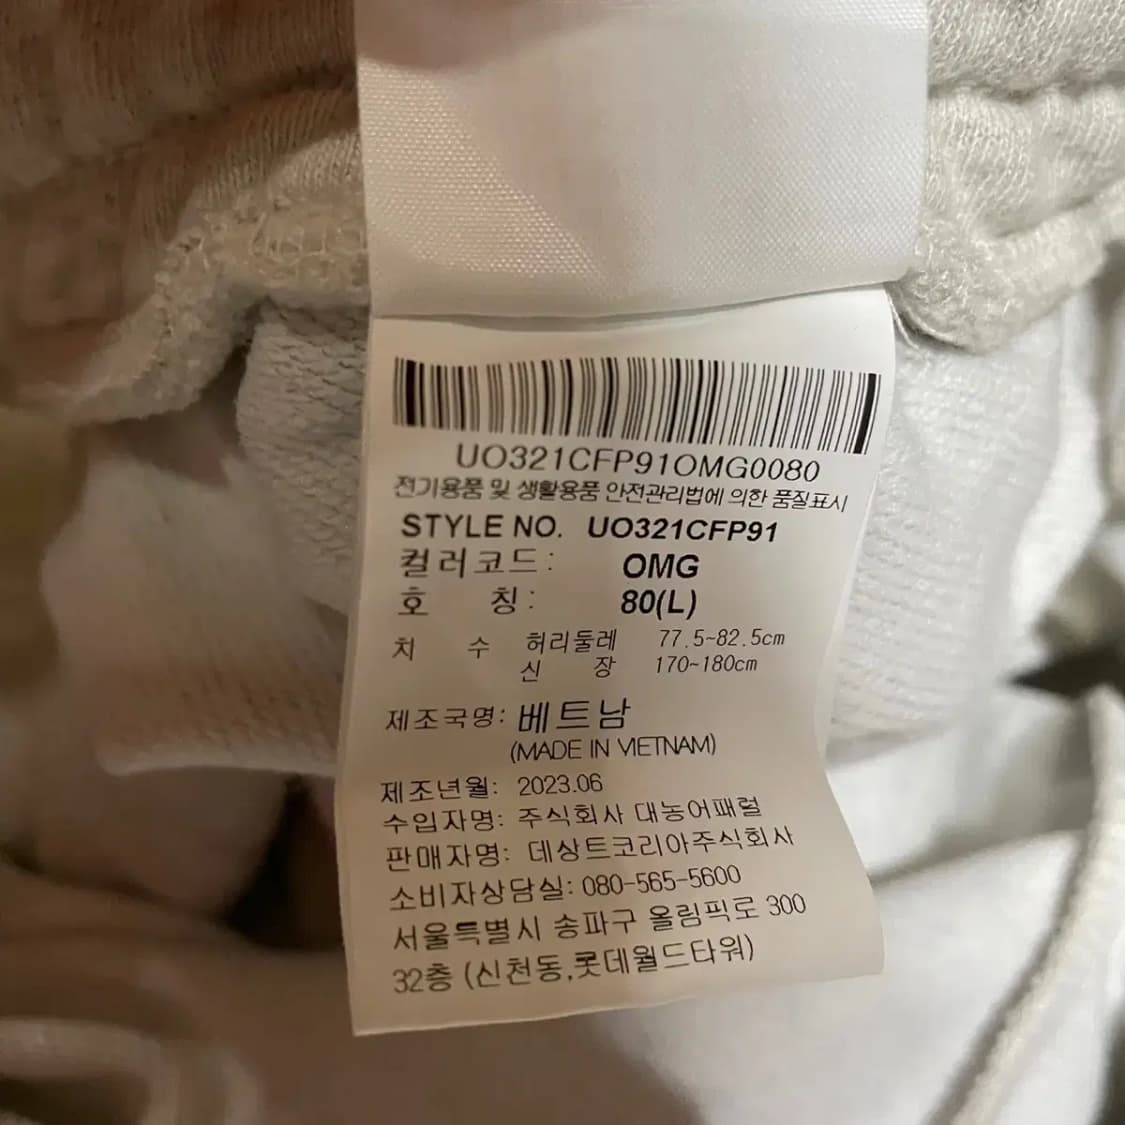 UO321CFP91OMG0080
전기용품 및 생활용품 안전관리법에 의한 품질표시
STYLE NO. UO321CFP91
컬러코드: OMG
호 칭: 80(L)
치 수 허리둘레 77.5~82.5cm
신 장 170~180cm
제조국명: 베트남
(MADE IN VIETNAM)
제조년월: 2023.06
수입자명: 주식회사 대농어패럴
판매자명: 데상트코리아주식회사
소비자상담실: 080-565-5600
서울특별시 송파구 올림픽로 300
32층 (신천동,롯데월드타워)